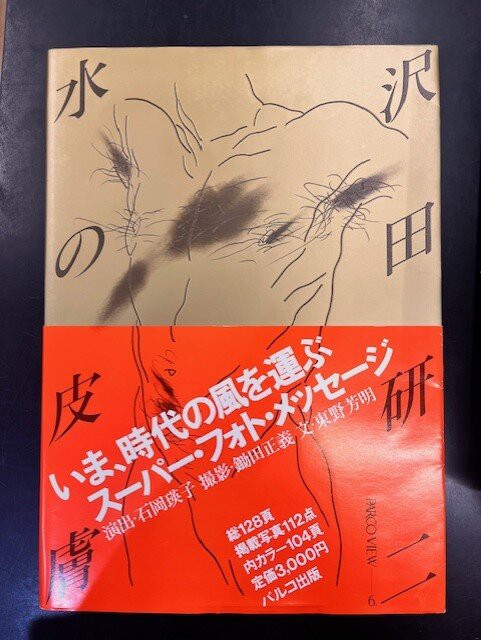 沢田研二
水の皮膚
いま、時代の風を運ぶ
スーパー・フォト・メッセージ
演出・石岡瑛子 撮影・鋤田正義 文・東野芳明
総128頁
掲載写真112点
内カラー104頁
定価3,000円
パルコ出版
PARCO VIEW—6